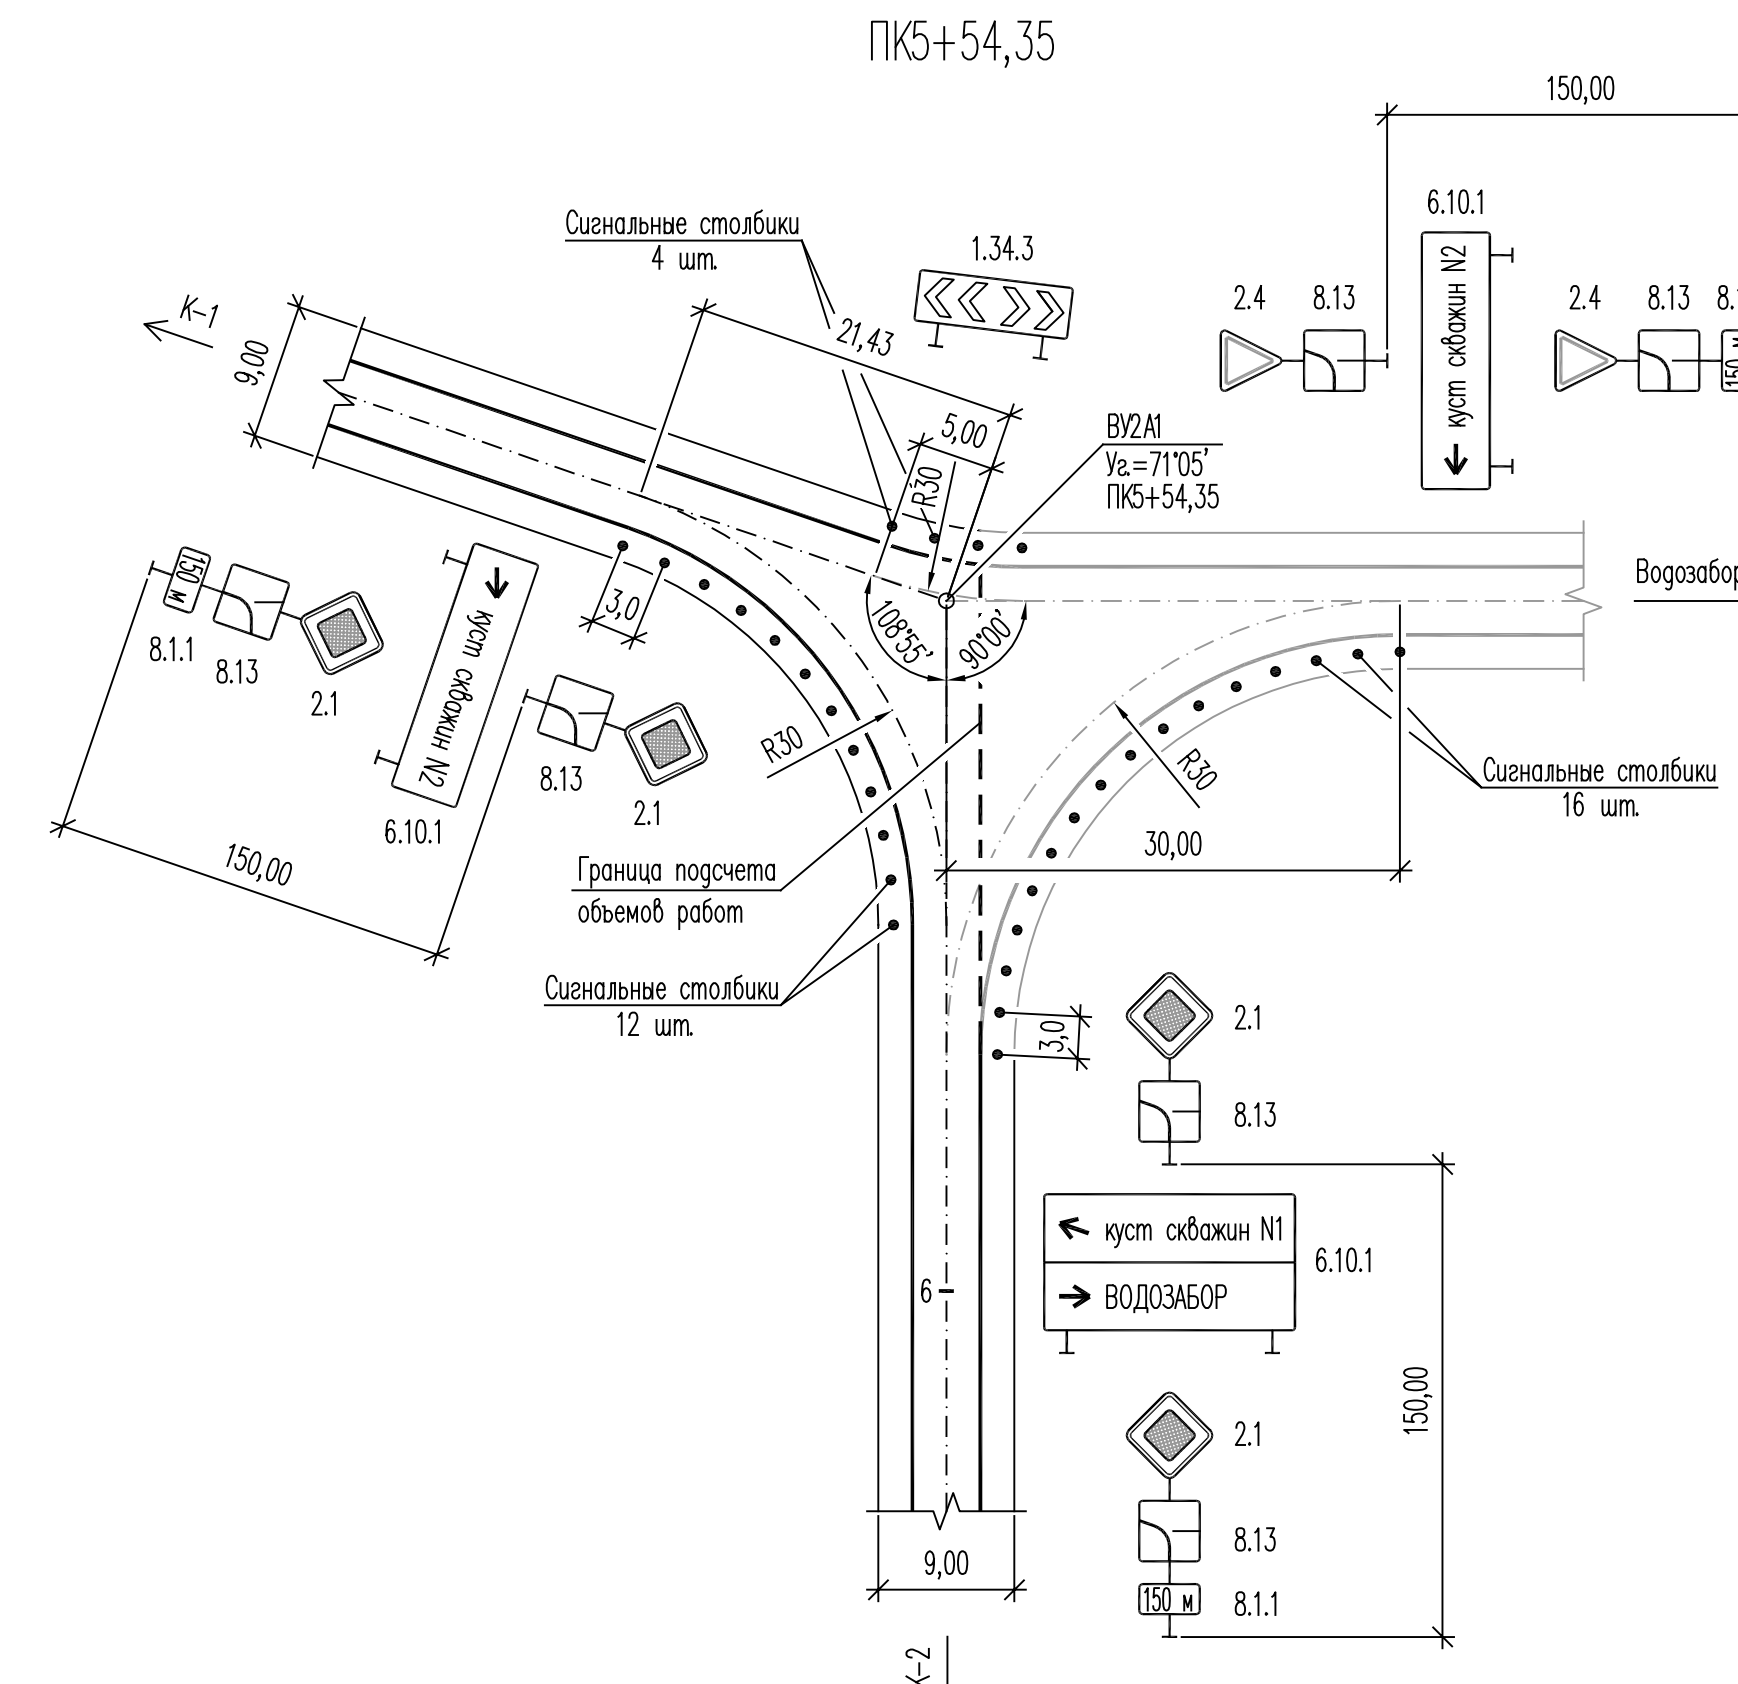 ПК5+54,35
150,00
6.10.1
куст скважин N2
Сигнальные столбики
4 шт.
1.34.3
2.4
8.13
2.4
8.13
К-1
9,00
21,43
5,00
R30
ВУ2А1
Уг.=71°05'
ПК5+54,35
Водозабор
150 м
8.1.1
8.13
2.1
3,0
куст скважин N2
108°55'
90°00'
8.13
2.1
6.10.1
150,00
R30
R30
Сигнальные столбики
16 шт.
30,00
Граница подсчета
объемов работ
Сигнальные столбики
12 шт.
3,0
2.1
8.13
куст скважин N1
ВОДОЗАБОР
6.10.1
6
150,00
2.1
8.13
150 м
8.1.1
9,00
К-2